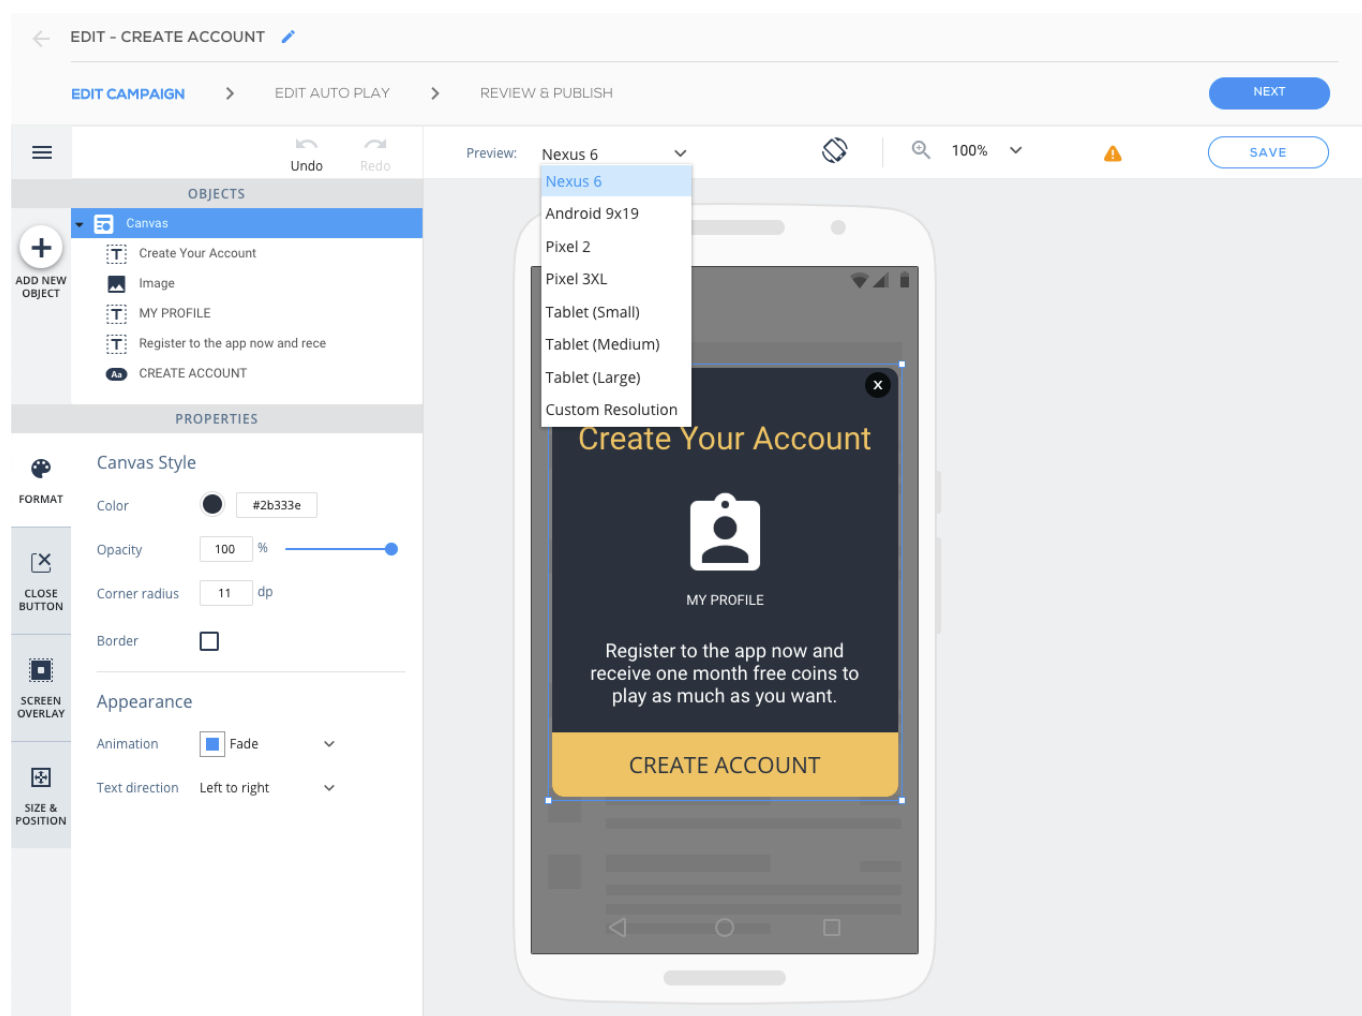 EDIT - CREATE ACCOUNT
EDIT CAMPAIGN
EDIT AUTO PLAY
REVIEW & PUBLISH
NEXT
Undo
Redo
Preview:
Nexus 6
100%
SAVE
Nexus 6
Android 9x19
Pixel 2
Pixel 3XL
Tablet (Small)
Tablet (Medium)
Tablet (Large)
Custom Resolution
OBJECTS
Canvas
T Create Your Account
Image
T MY PROFILE
T Register to the app now and rece
Aa CREATE ACCOUNT
ADD NEW
OBJECT
PROPERTIES
FORMAT
CLOSE
BUTTON
SCREEN
OVERLAY
SIZE &
POSITION
Canvas Style
Color #2b333e
Opacity 100 %
Corner radius 11 dp
Border
Appearance
Animation Fade
Text direction Left to right
X
Create Your Account
MY PROFILE
Register to the app now and
receive one month free coins to
play as much as you want.
CREATE ACCOUNT